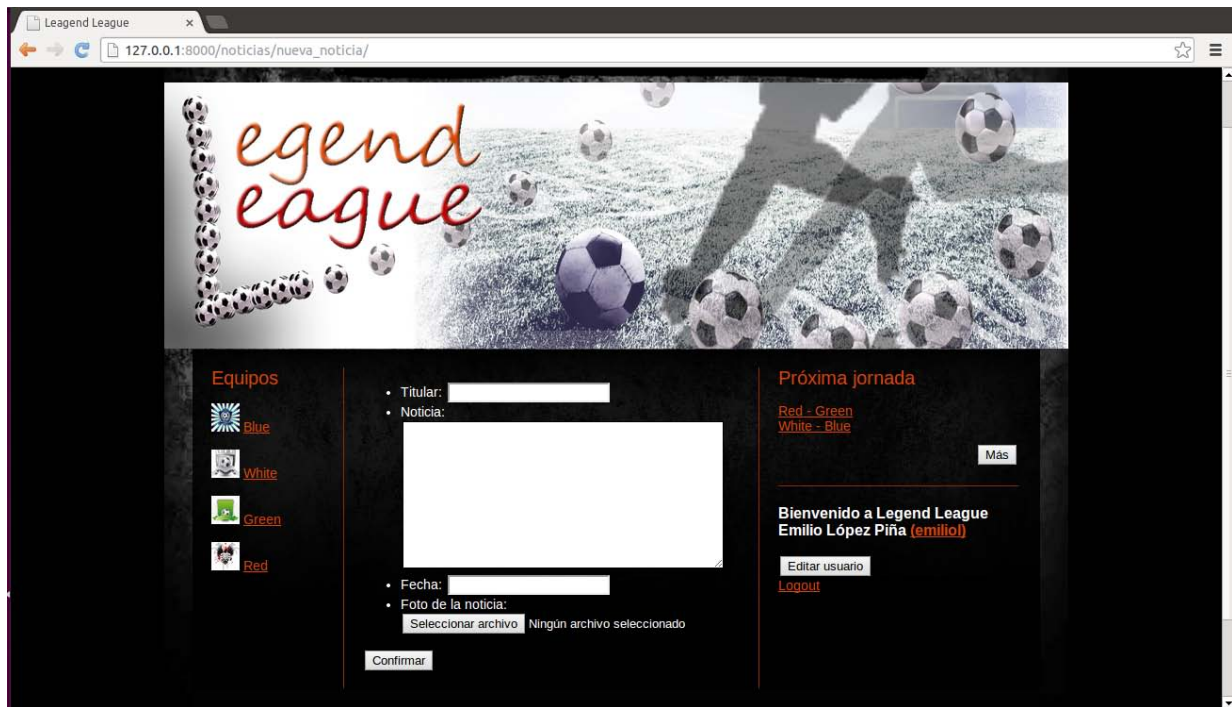 Leagend League
127.0.0.1:8000/noticias/nueva_noticia/
egend
eague
Equipos
Blue
White
Green
Red
Titular:
Noticia:
Fecha:
Foto de la noticia:
Seleccionar archivo Ningún archivo seleccionado
Confirmar
Próxima jornada
Red - Green
White - Blue
Más
Bienvenido a Legend League
Emilio López Piña (emiliol)
Editar usuario
Logout